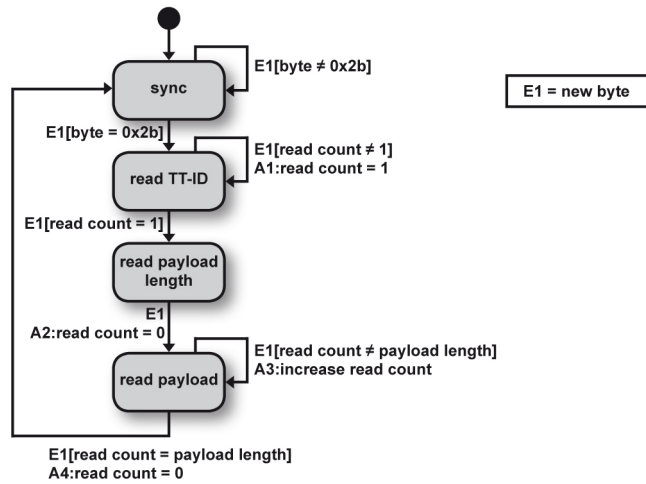 E1[byte ≠ 0x2b]
sync
E1 = new byte
E1[byte = 0x2b]
E1[read count ≠ 1]
A1:read count = 1
read TT-ID
E1[read count = 1]
read payload
length
E1
A2:read count = 0
E1[read count ≠ payload length]
A3:increase read count
read payload
E1[read count = payload length]
A4:read count = 0